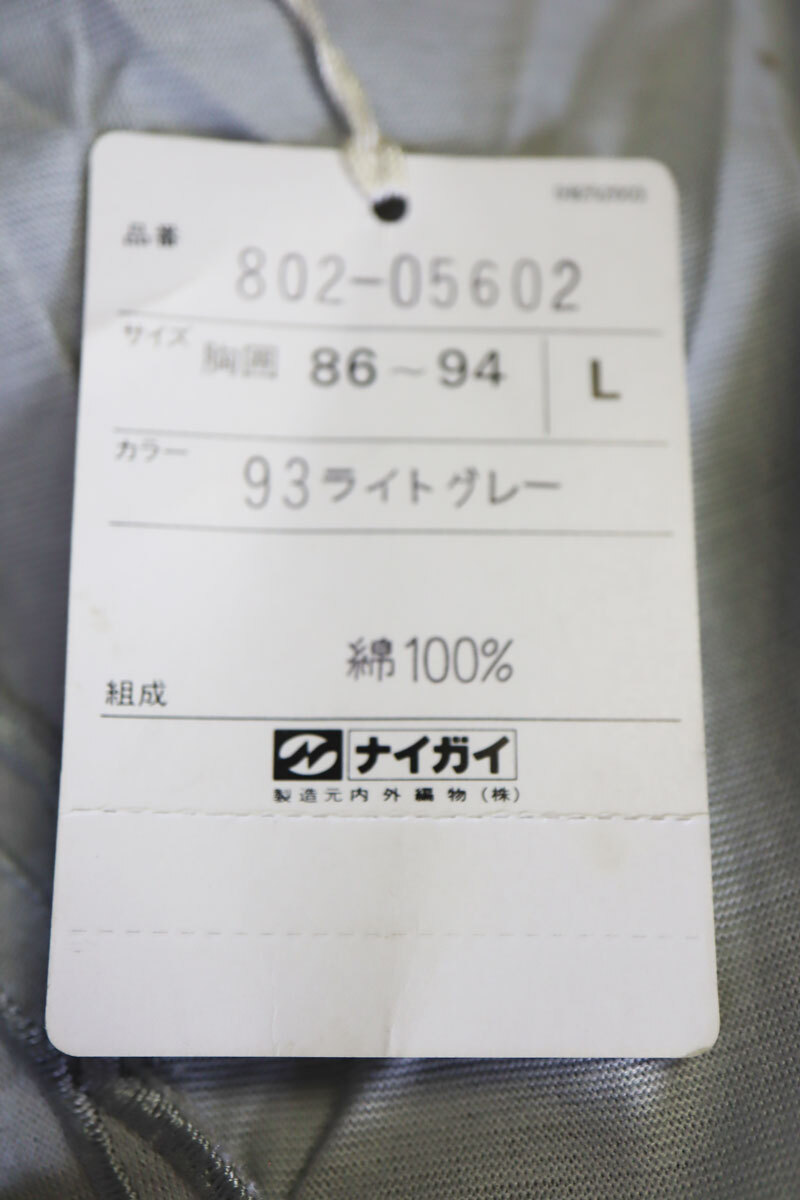 品番
802-05602
サイズ 胸囲 86～94 L
カラー
93ライトグレー
綿100%
組成
ナイガイ
製造元内外編物(株)